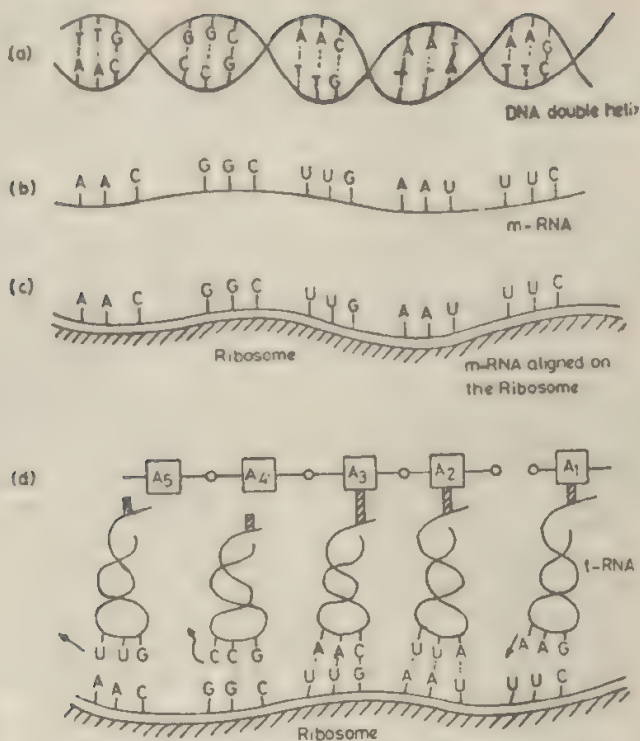 (a)
T T G G G C A A C A A T A A G
A A C C C G T T G T T A T T C
DNA double helix
(b)
A A C G G C U U G A A U U U C
m-RNA
(c)
A A C G G C U U G A A U U U C
Ribosome
m-RNA aligned on
the Ribosome
(d)
A5 A4 A3 A2 A1
t-RNA
U U G C C G A A C U U A A A G
A A C G G C U U G A A U U U C
Ribosome